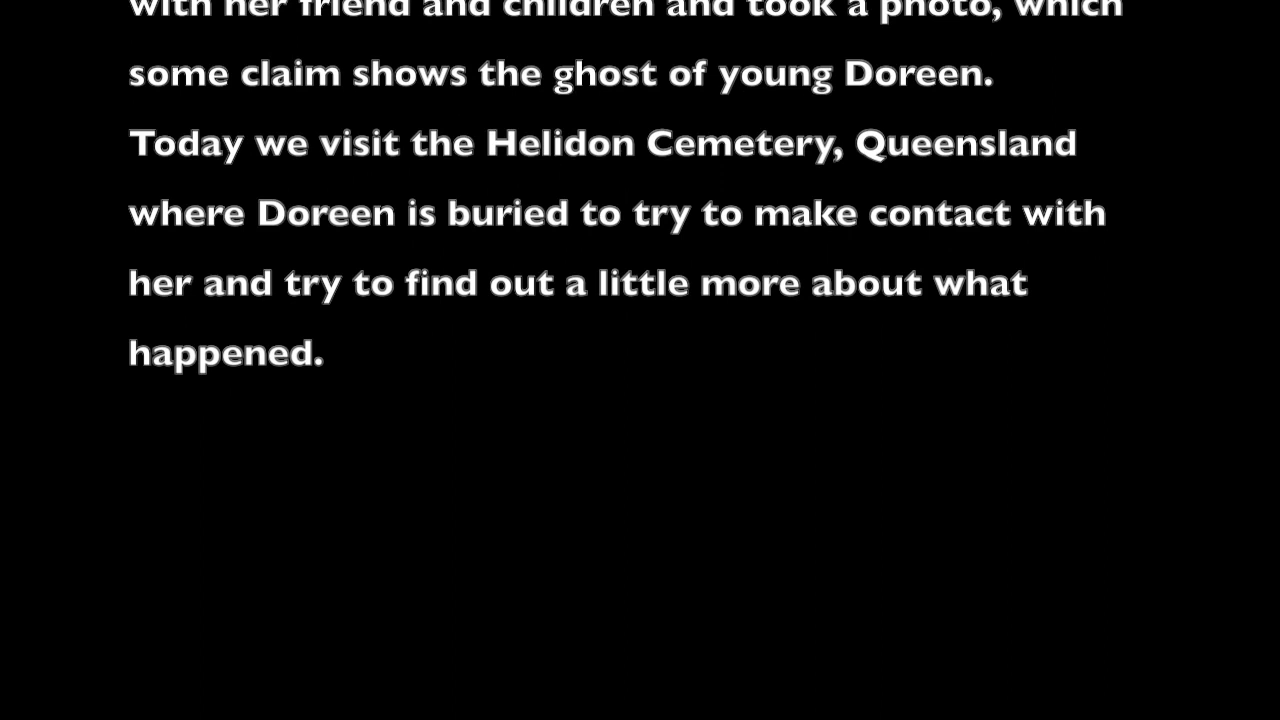 with her friend and children and took a photo, which
some claim shows the ghost of young Doreen.
Today we visit the Helidon Cemetery, Queensland
where Doreen is buried to try to make contact with
her and try to find out a little more about what
happened.